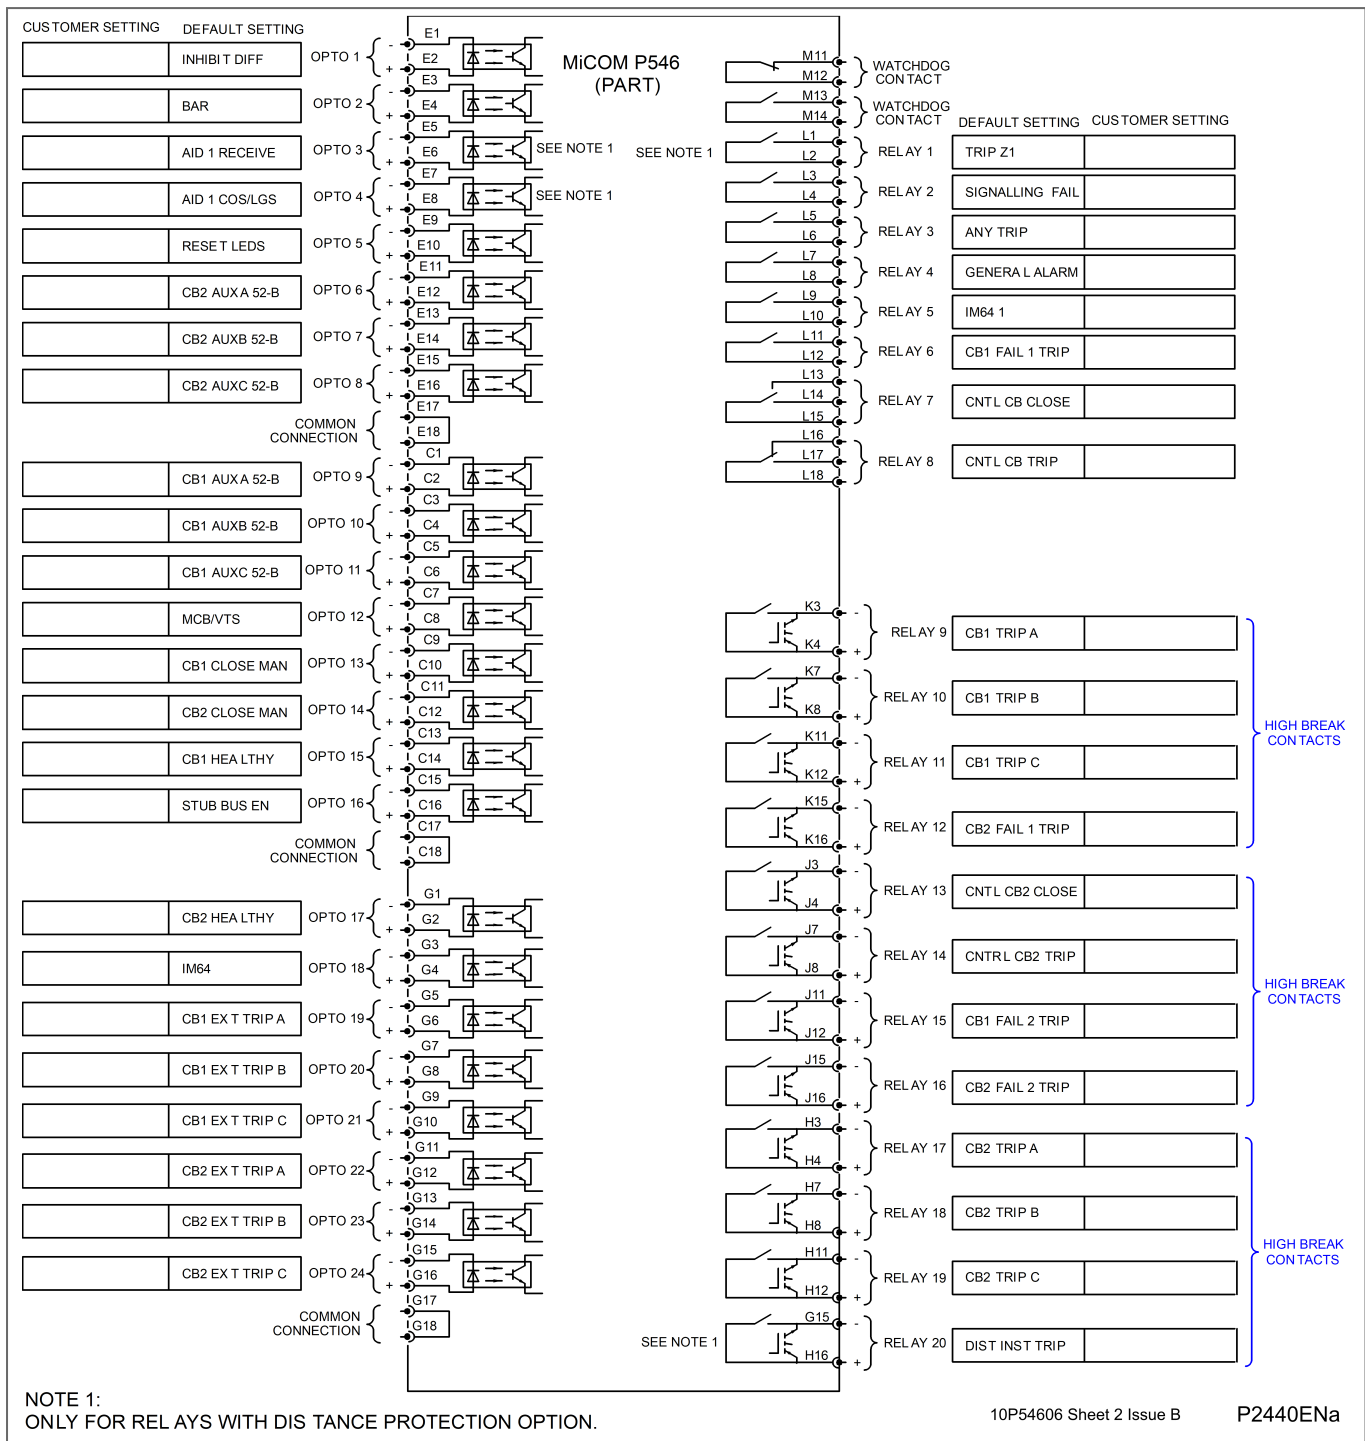 CUSTOMER SETTING DEFAULT SETTING
INHIBIT DIFF OPTO 1 - + E1 E2
BAR OPTO 2 - + E3 E4
AID 1 RECEIVE OPTO 3 - + E5 E6 SEE NOTE 1
AID 1 COS/LGS OPTO 4 - + E7 E8 SEE NOTE 1
RESET LEDS OPTO 5 - + E9 E10
CB2 AUXA 52-B OPTO 6 - + E11 E12
CB2 AUXB 52-B OPTO 7 - + E13 E14
CB2 AUXC 52-B OPTO 8 - + E15 E16
COMMON
CONNECTION
E17
E18
CB1 AUXA 52-B OPTO 9 - + C1 C2
CB1 AUXB 52-B OPTO 10 - + C3 C4
CB1 AUXC 52-B OPTO 11 - + C5 C6
MCB/VTS OPTO 12 - + C7 C8
CB1 CLOSE MAN OPTO 13 - + C9 C10
CB2 CLOSE MAN OPTO 14 - + C11 C12
CB1 HEALTHY OPTO 15 - + C13 C14
STUB BUS EN OPTO 16 - + C15 C16
COMMON
CONNECTION
C17
C18
CB2 HEALTHY OPTO 17 - + G1 G2
IM64 OPTO 18 - + G3 G4
CB1 EXT TRIP A OPTO 19 - + G5 G6
CB1 EXT TRIP B OPTO 20 - + G7 G8
CB1 EXT TRIP C OPTO 21 - + G9 G10
CB2 EXT TRIP A OPTO 22 - + G11 G12
CB2 EXT TRIP B OPTO 23 - + G13 G14
CB2 EXT TRIP C OPTO 24 - + G15 G16
COMMON
CONNECTION
G17
G18
MiCOM P546
(PART)
M11
M12
WATCHDOG
CONTACT
M13
M14
WATCHDOG
CONTACT
DEFAULT SETTING CUSTOMER SETTING
SEE NOTE 1 L1 L2 RELAY 1 TRIP Z1
L3 L4 RELAY 2 SIGNALLING FAIL
L5 L6 RELAY 3 ANY TRIP
L7 L8 RELAY 4 GENERAL ALARM
L9 L10 RELAY 5 IM64 1
L11 L12 RELAY 6 CB1 FAIL 1 TRIP
L13 L14 L15 RELAY 7 CNTL CB CLOSE
L16 L17 L18 RELAY 8 CNTL CB TRIP
K3 K4 - + RELAY 9 CB1 TRIP A
K7 K8 - + RELAY 10 CB1 TRIP B
K11 K12 - + RELAY 11 CB1 TRIP C
K15 K16 - + RELAY 12 CB2 FAIL 1 TRIP
HIGH BREAK
CONTACTS
J3 J4 - + RELAY 13 CNTL CB2 CLOSE
J7 J8 - + RELAY 14 CNTRL CB2 TRIP
J11 J12 - + RELAY 15 CB1 FAIL 2 TRIP
J15 J16 - + RELAY 16 CB2 FAIL 2 TRIP
HIGH BREAK
CONTACTS
H3 H4 - + RELAY 17 CB2 TRIP A
H7 H8 - + RELAY 18 CB2 TRIP B
H11 H12 - + RELAY 19 CB2 TRIP C
SEE NOTE 1 G15 H16 - + RELAY 20 DIST INST TRIP
HIGH BREAK
CONTACTS
NOTE 1:
ONLY FOR RELAYS WITH DISTANCE PROTECTION OPTION.
10P54606 Sheet 2 Issue B P2440ENa